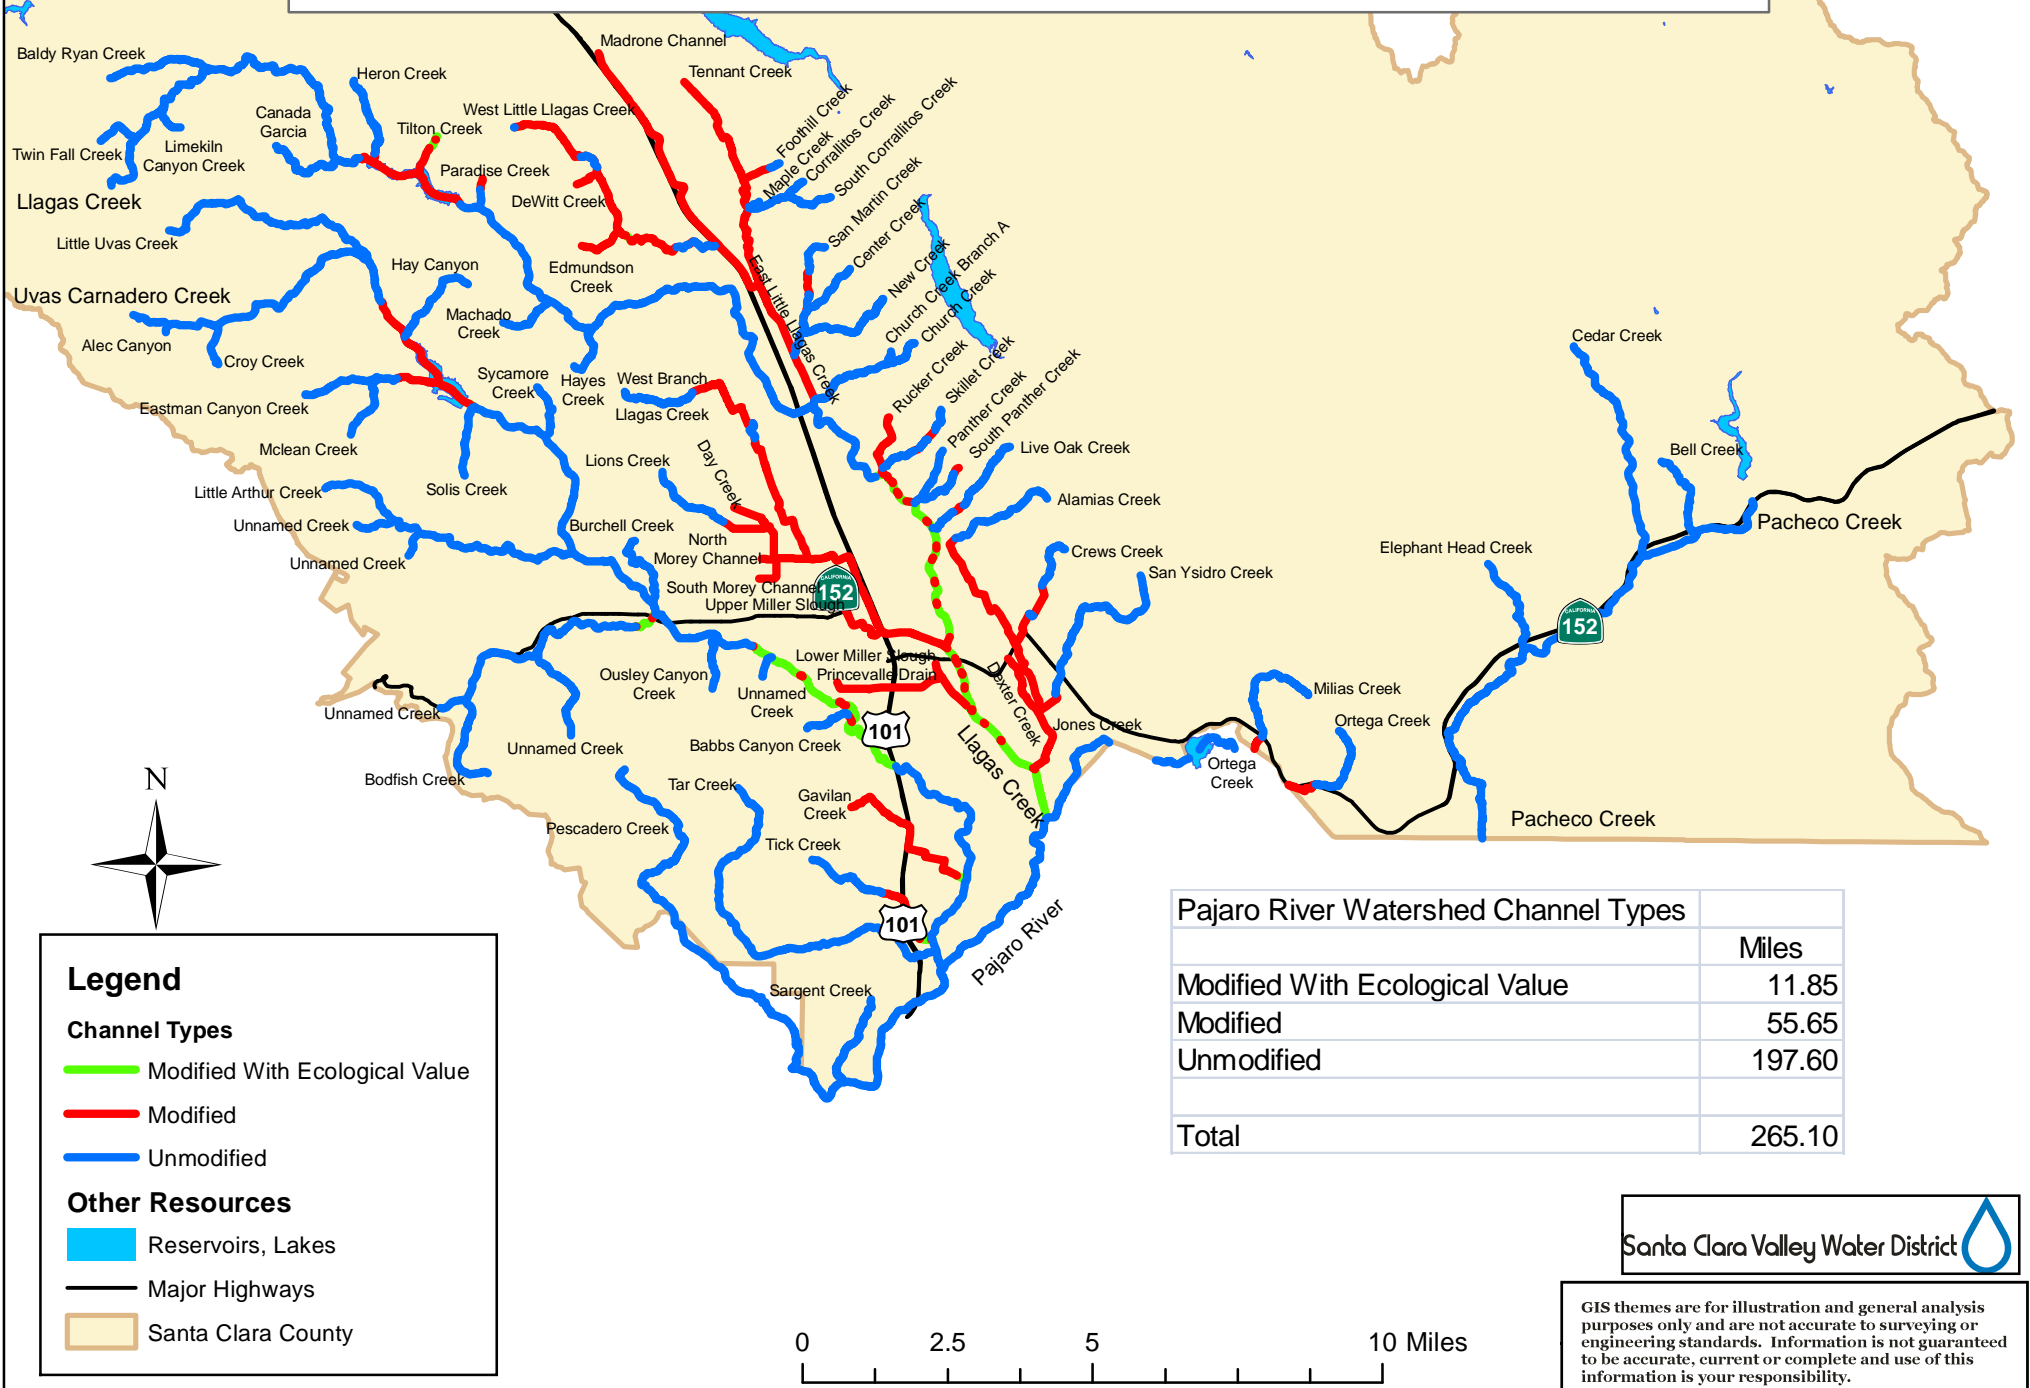 Baldy Ryan Creek
Heron Creek
Madrone Channel
Tennant Creek
West Little Llagas Creek
Canada
Garcia
Tilton Creek
Foothill Creek
Maple Creek
Corrallitos Creek
South Corrallitos Creek
Twin Fall Creek
Limekiln
Canyon Creek
Paradise Creek
DeWitt Creek
Llagas Creek
San Martin Creek
Center Creek
New Creek
Church Creek Branch A
Church Creek
Little Uvas Creek
Hay Canyon
Edmundson
Creek
East Little Llagas Creek
Uvas Carnadero Creek
Machado
Creek
Alec Canyon
Croy Creek
Sycamore
Creek
Hayes
Creek
West Branch
Llagas Creek
Rucker Creek
Skillet Creek
Panther Creek
South Panther Creek
Cedar Creek
Eastman Canyon Creek
Mclean Creek
Solis Creek
Lions Creek
Day Creek
Live Oak Creek
Bell Creek
Little Arthur Creek
Unnamed Creek
Unnamed Creek
Burchell Creek
North
Morey Channel
South Morey Channel
Upper Miller Slough
CALIFORNIA
152
Alamias Creek
Crews Creek
San Ysidro Creek
Pacheco Creek
Elephant Head Creek
CALIFORNIA
152
Lower Miller Slough
Princevalle Drain
Ousley Canyon
Creek
Unnamed
Creek
Dexter Creek
Milias Creek
Ortega Creek
Unnamed Creek
Unnamed Creek
Babbs Canyon Creek
101
Llagas Creek
Jones Creek
Ortega
Creek
Bodfish Creek
Tar Creek
Gavilan
Creek
Pescadero Creek
Tick Creek
Pacheco Creek
101
Pajaro River
Sargent Creek
N
Pajaro River Watershed Channel Types
Miles
Modified With Ecological Value 11.85
Modified 55.65
Unmodified 197.60
Total 265.10
Legend
Channel Types
Modified With Ecological Value
Modified
Unmodified
Other Resources
Reservoirs, Lakes
Major Highways
Santa Clara County
0 2.5 5 10 Miles
Santa Clara Valley Water District
GIS themes are for illustration and general analysis
purposes only and are not accurate to surveying or
engineering standards. Information is not guaranteed
to be accurate, current or complete and use of this
information is your responsibility.